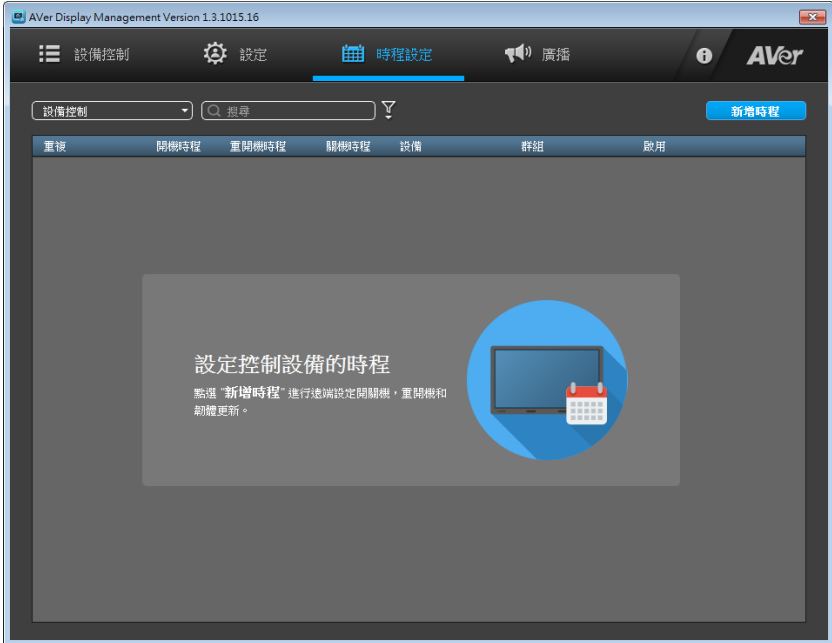 AVer Display Management Version 1.3.1015.16
設備控制 設定 時程設定 廣播 AVer
設備控制 搜尋 新增時程
重複 開機時程 重開機時程 關機時程 設備 群組 啟用
設定控制設備的時程
點選 "新增時程" 進行遠端設定開關機，重開機和
韌體更新。